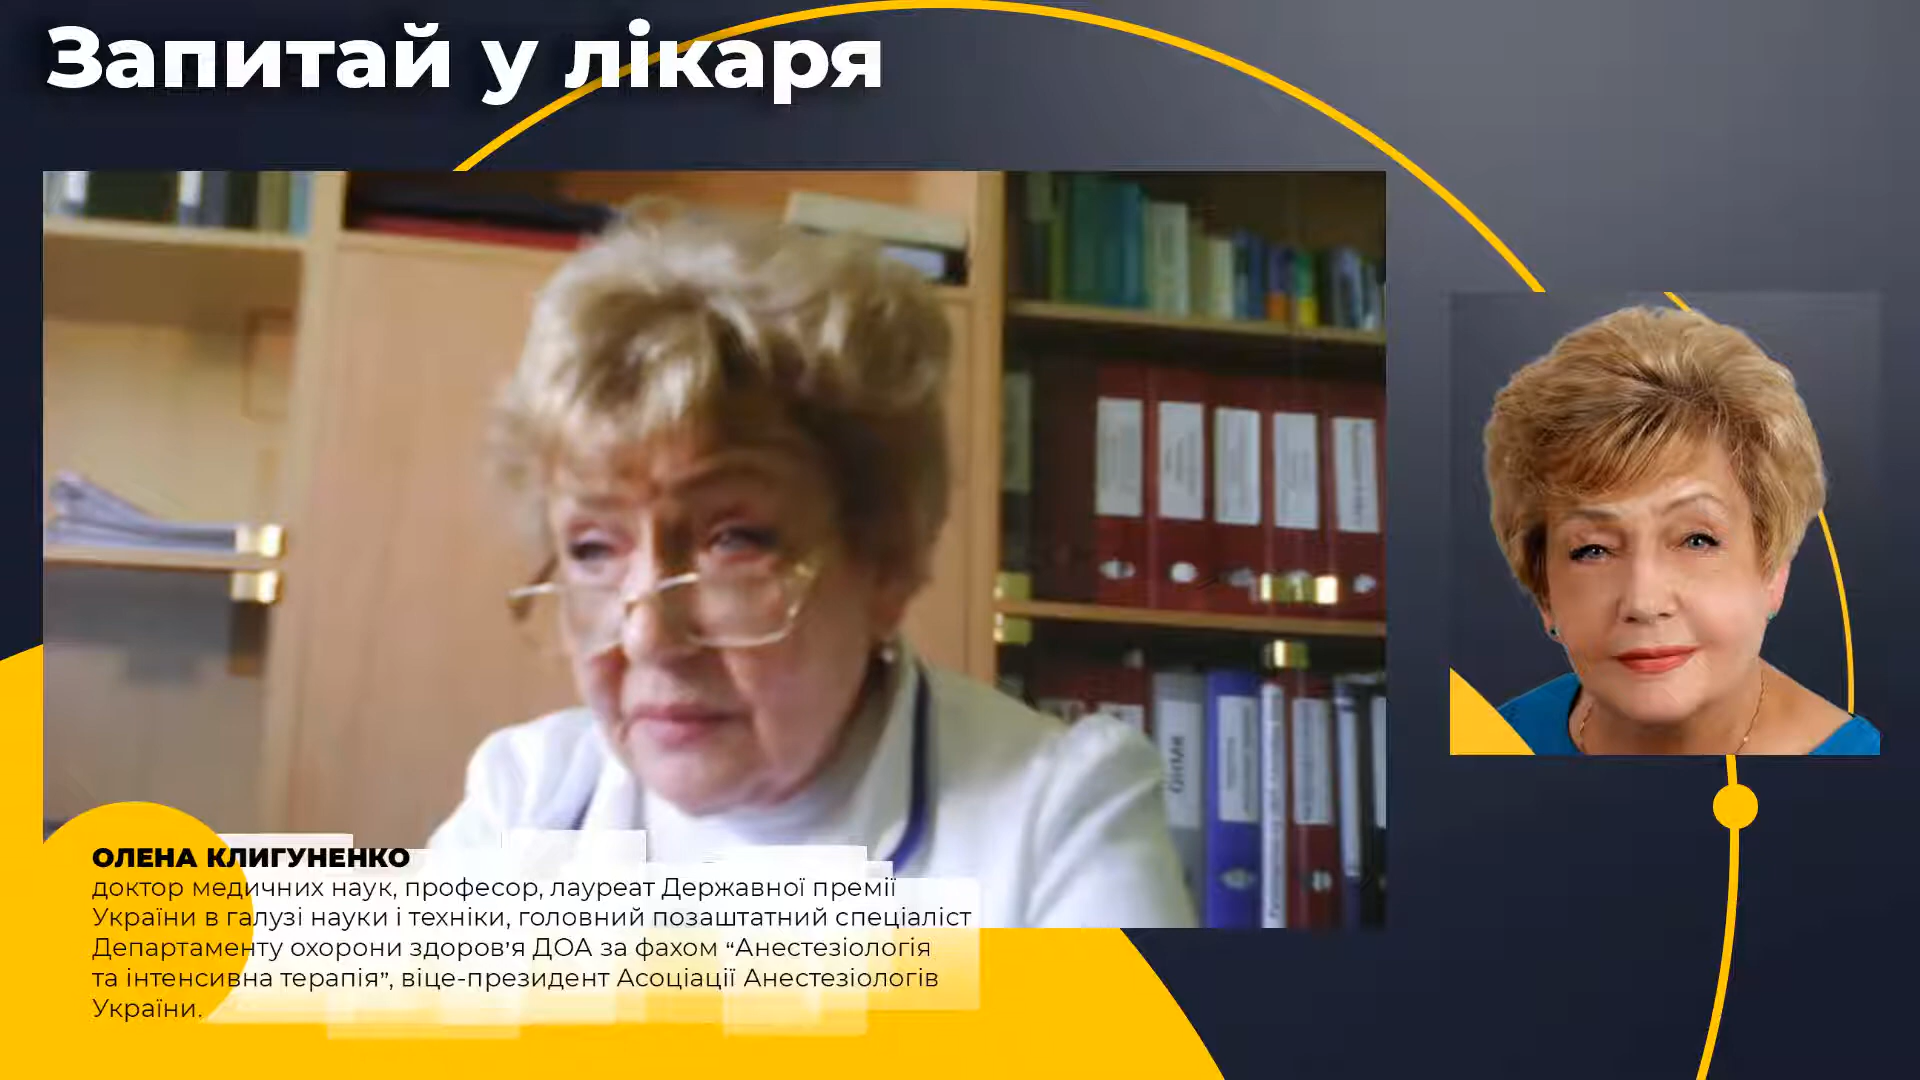 Запитай у лікаря
ОЛЕНА КЛИГУНЕНКО
доктор медичних наук, професор, лауреат Державної премії
України в галузі науки і техніки, головний позаштатний спеціаліст
Департаменту охорони здоров’я ДОА за фахом “Анестезіологія
та інтенсивна терапія”, віце-президент Асоціації Анестезіологів
України.